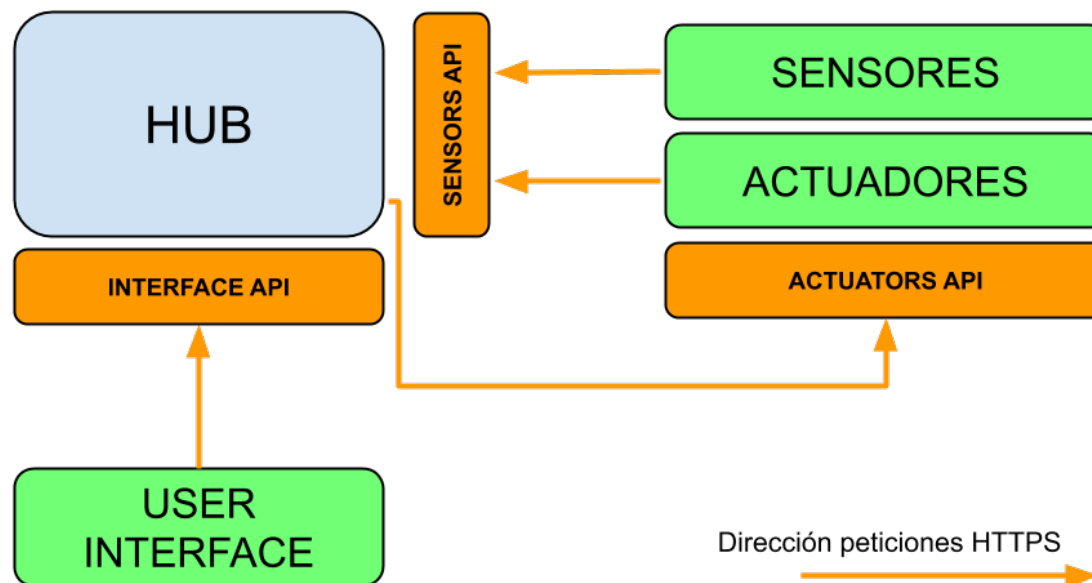 HUB
SENSORS API
SENSORES
ACTUADORES
INTERFACE API
ACTUATORS API
USER
INTERFACE
Dirección peticiones HTTPS